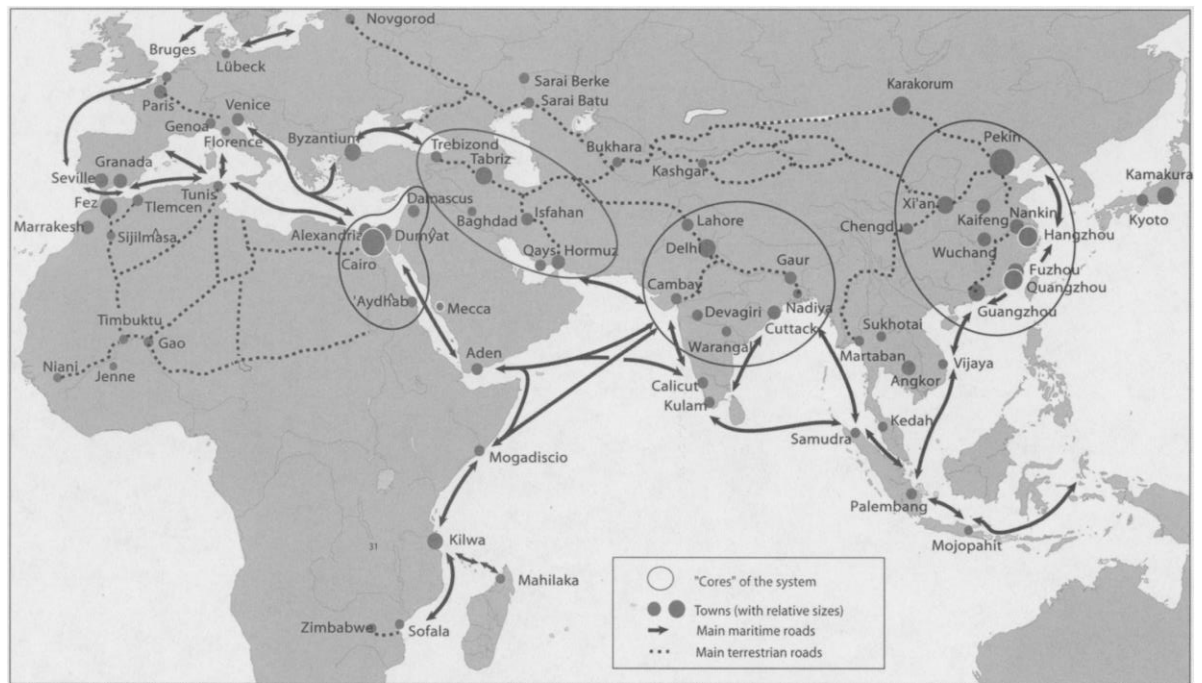 Novgorod
Bruges
Lübeck
Sarai Berke
Sarai Batu
Karakorum
Paris
Venice
Genoa
Florence
Byzantium
Trebizond
Tabriz
Bukhara
Kashgar
Pekin
Granada
Seville
Tunis
Fez
Tlemcen
Marrakesh
Sijilmâsa
Damascus
Baghdad
Isfahan
Alexandria
Dumyât
Cairo
Qays
Hormuz
Lahore
Delhi
Chengdu
Xi'an
Kaifeng
Nankin
Hangzhou
Wuchang
Kamakura
Kyoto
Fuzhou
Quangzhou
Guangzhou
'Aydhâb
Mecca
Cambay
Gaur
Devagiri
Nadiya
Cuttack
Warangal
Sukhotai
Martaban
Angkor
Vijaya
Timbuktu
Gao
Niani
Jenne
Aden
Calicut
Kulam
Kedah
Samudra
Mogadiscio
Palembang
Mojopahit
31
Kilwa
Mahilaka
Zimbabwe
Sofala
"Cores" of the system
Towns (with relative sizes)
Main maritime roads
Main terrestrian roads